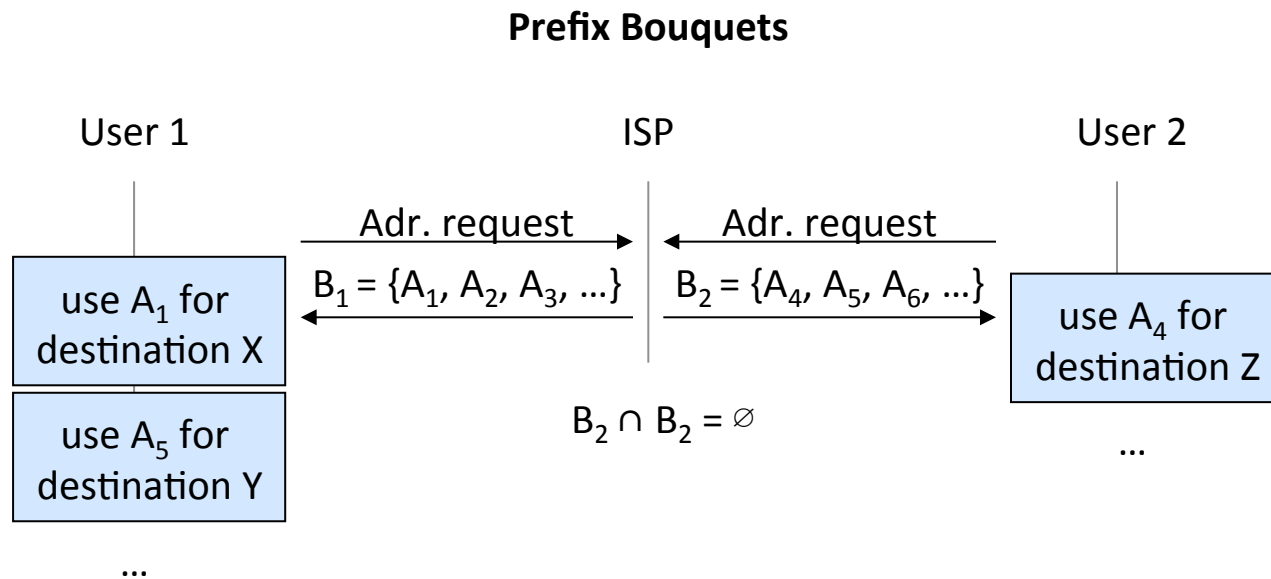 Prefix Bouquets
User 1
ISP
User 2
Adr. request
Adr. request
B₁ = {A₁, A₂, A₃, ...}
B₂ = {A₄, A₅, A₆, ...}
use A₁ for
destination X
use A₄ for
destination Z
use A₅ for
destination Y
B₂ ∩ B₂ = ∅
...
...